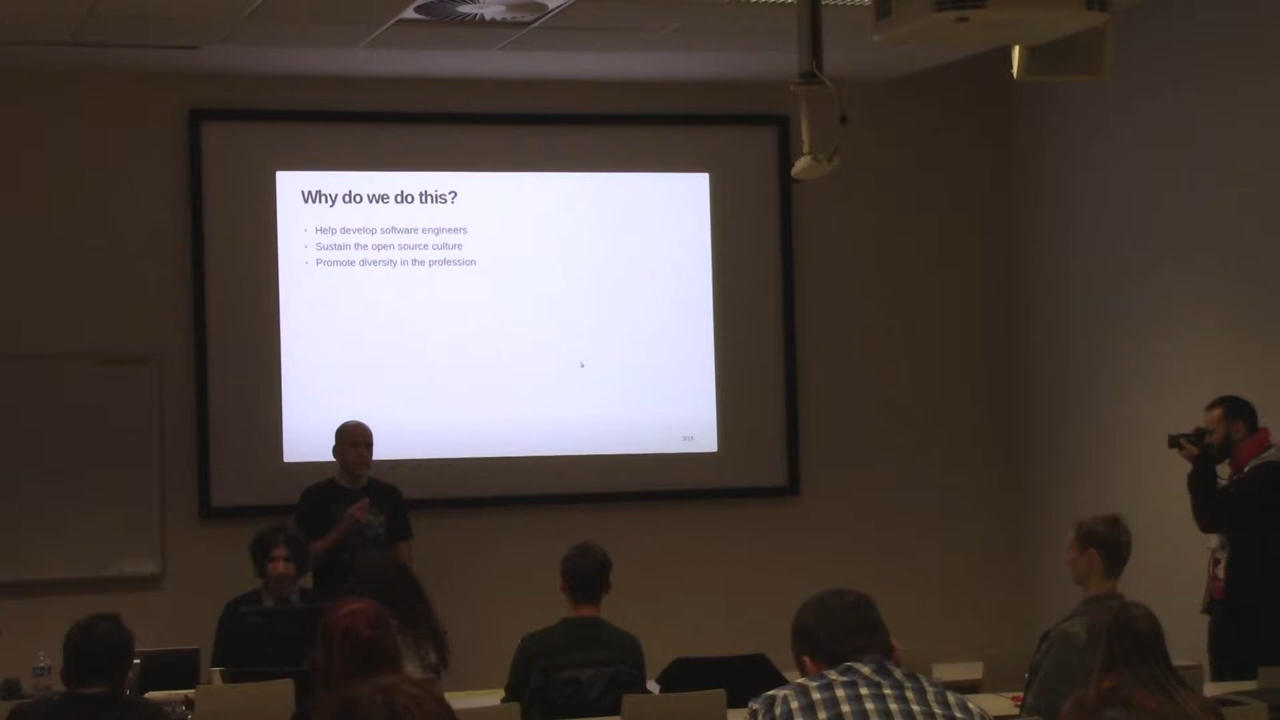 Why do we do this?
· Help develop software engineers
· Sustain the open source culture
· Promote diversity in the profession